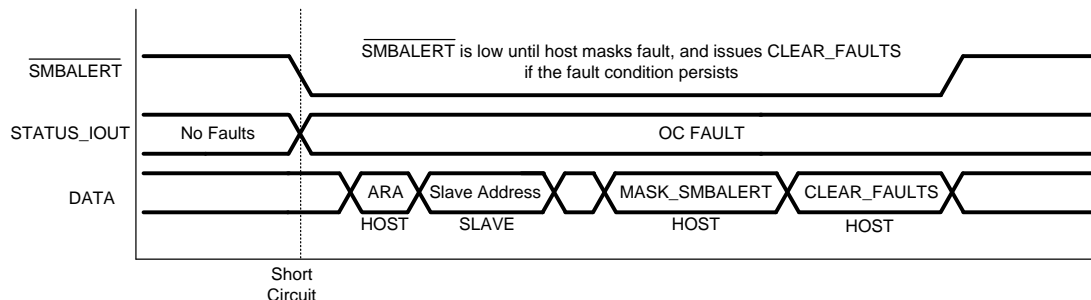 SMBALERT is low until host masks fault, and issues CLEAR_FAULTS
if the fault condition persists
SMBALERT
STATUS_IOUT
No Faults
OC FAULT
DATA
ARA
Slave Address
MASK_SMBALERT
CLEAR_FAULTS
HOST
SLAVE
HOST
HOST
Short
Circuit